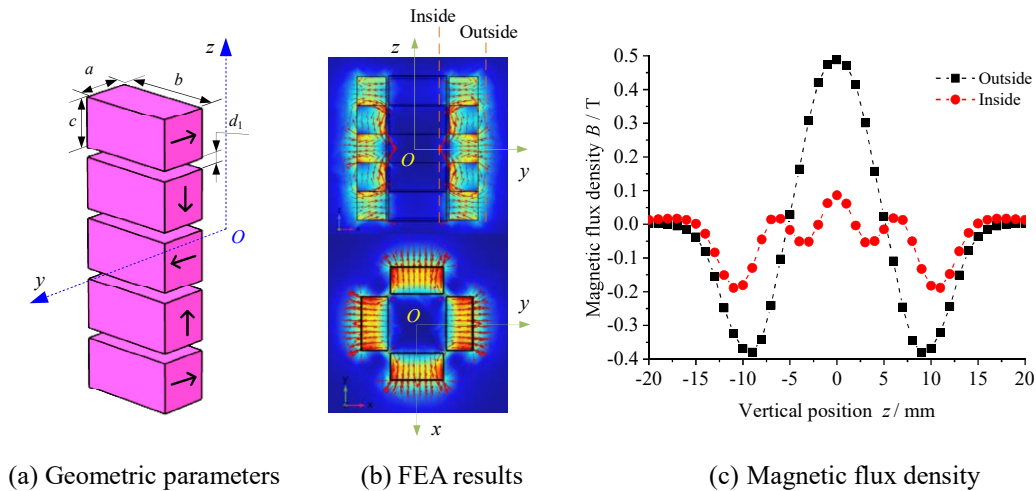 Inside
Outside
z
a
b
c
d1
O
y
z
O
y
O
y
x
y
x
Magnetic flux density B / T
0.5
0.4
0.3
0.2
0.1
0.0
-0.1
-0.2
-0.3
-0.4
Outside
Inside
-20 -15 -10 -5 0 5 10 15 20
Vertical position z / mm
(a) Geometric parameters
(b) FEA results
(c) Magnetic flux density